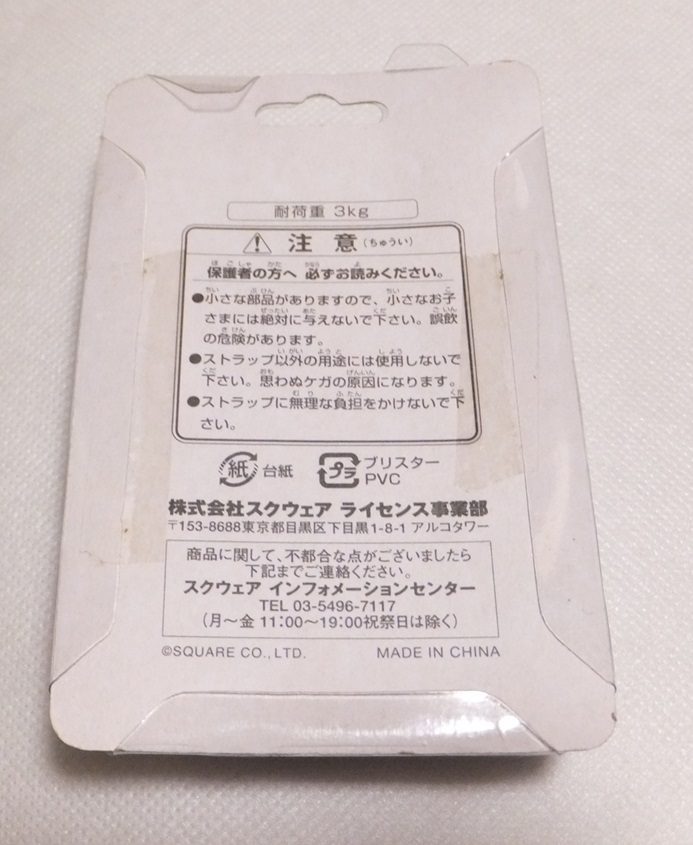 耐荷重 3kg
注意(ちゅうい)
保護者の方へ 必ずお読みください。
●小さな部品がありますので、小さなお子
さまには絶対に与えないで下さい。誤飲
の危険があります。
●ストラップ以外の用途には使用しないで
下さい。思わぬケガの原因になります。
●ストラップに無理な負担をかけないで下
さい。
紙 台紙 プラ ブリスター
PVC
株式会社スクウェア ライセンス事業部
〒153-8688東京都目黒区下目黒1-8-1 アルコタワー
商品に関して、不都合な点がございましたら
下記までご連絡ください。
スクウェア インフォメーションセンター
TEL 03-5496-7117
(月〜金 11:00〜19:00祝祭日は除く)
©SQUARE CO., LTD. MADE IN CHINA